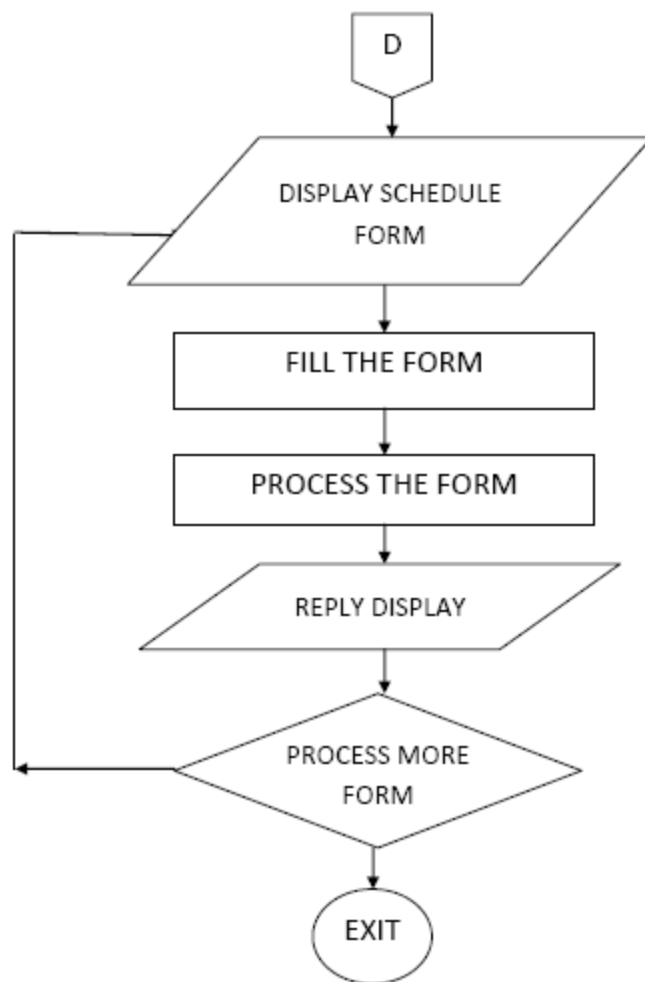 D
DISPLAY SCHEDULE
FORM
FILL THE FORM
PROCESS THE FORM
REPLY DISPLAY
PROCESS MORE
FORM
EXIT